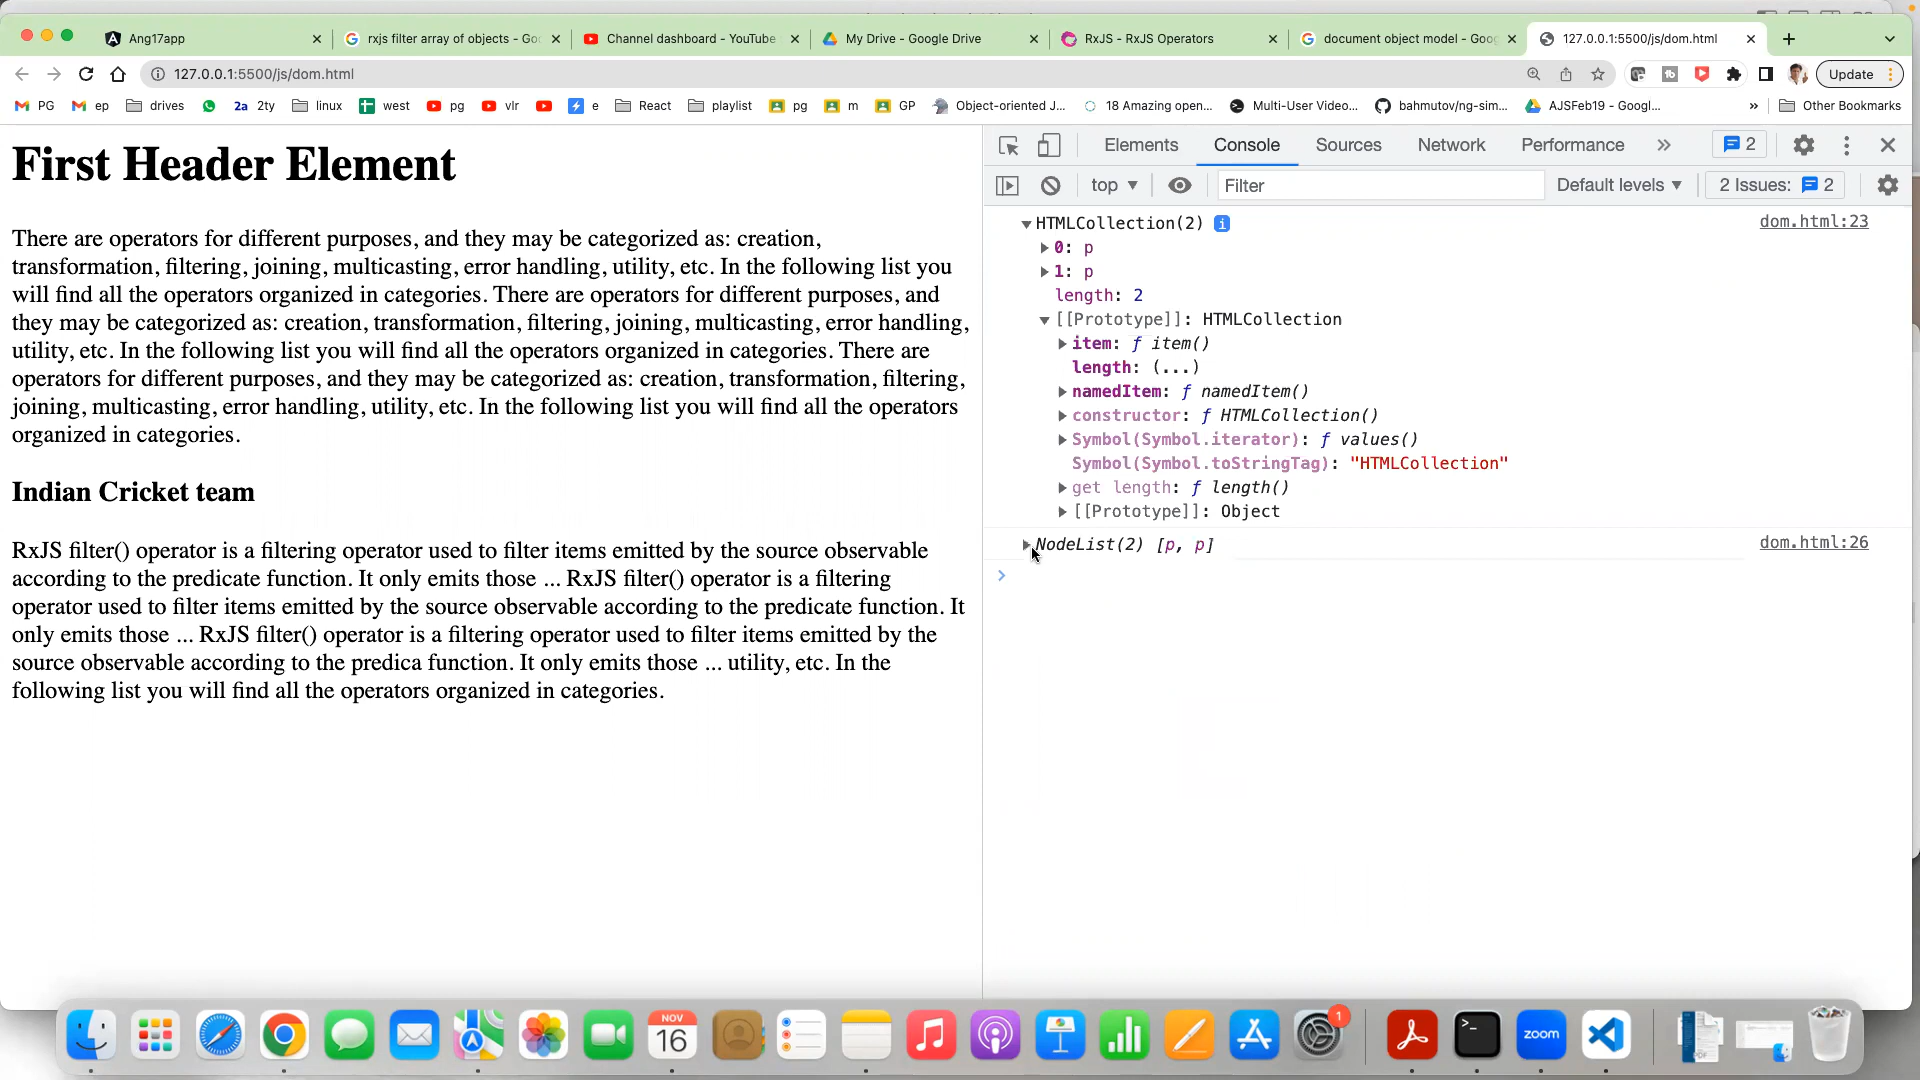 Ang17app
rxjs filter array of objects - Go
Channel dashboard - YouTube
My Drive - Google Drive
RxJS - RxJS Operators
document object model - Goog
127.0.0.1:5500/js/dom.html
127.0.0.1:5500/js/dom.html
Update
PG
ep
drives
2a 2ty
linux
west
pg
vlr
e
React
playlist
pg
m
GP
Object-oriented J...
18 Amazing open...
Multi-User Video...
bahmutov/ng-sim...
AJSFeb19 - Googl...
»
Other Bookmarks
First Header Element
There are operators for different purposes, and they may be categorized as: creation,
transformation, filtering, joining, multicasting, error handling, utility, etc. In the following list you
will find all the operators organized in categories. There are operators for different purposes, and
they may be categorized as: creation, transformation, filtering, joining, multicasting, error handling,
utility, etc. In the following list you will find all the operators organized in categories. There are
operators for different purposes, and they may be categorized as: creation, transformation, filtering,
joining, multicasting, error handling, utility, etc. In the following list you will find all the operators
organized in categories.
Indian Cricket team
RxJS filter() operator is a filtering operator used to filter items emitted by the source observable
according to the predicate function. It only emits those ... RxJS filter() operator is a filtering
operator used to filter items emitted by the source observable according to the predicate function. It
only emits those ... RxJS filter() operator is a filtering operator used to filter items emitted by the
source observable according to the predica function. It only emits those ... utility, etc. In the
following list you will find all the operators organized in categories.
Elements
Console
Sources
Network
Performance
»
2
top
Filter
Default levels
2 Issues: 2
HTMLCollection(2) i
dom.html:23
0: p
1: p
length: 2
[[Prototype]]: HTMLCollection
item: ƒ item()
length: (...)
namedItem: ƒ namedItem()
constructor: ƒ HTMLCollection()
Symbol(Symbol.iterator): ƒ values()
Symbol(Symbol.toStringTag): "HTMLCollection"
get length: ƒ length()
[[Prototype]]: Object
NodeList(2) [p, p]
dom.html:26
NOV
16
1
zoom